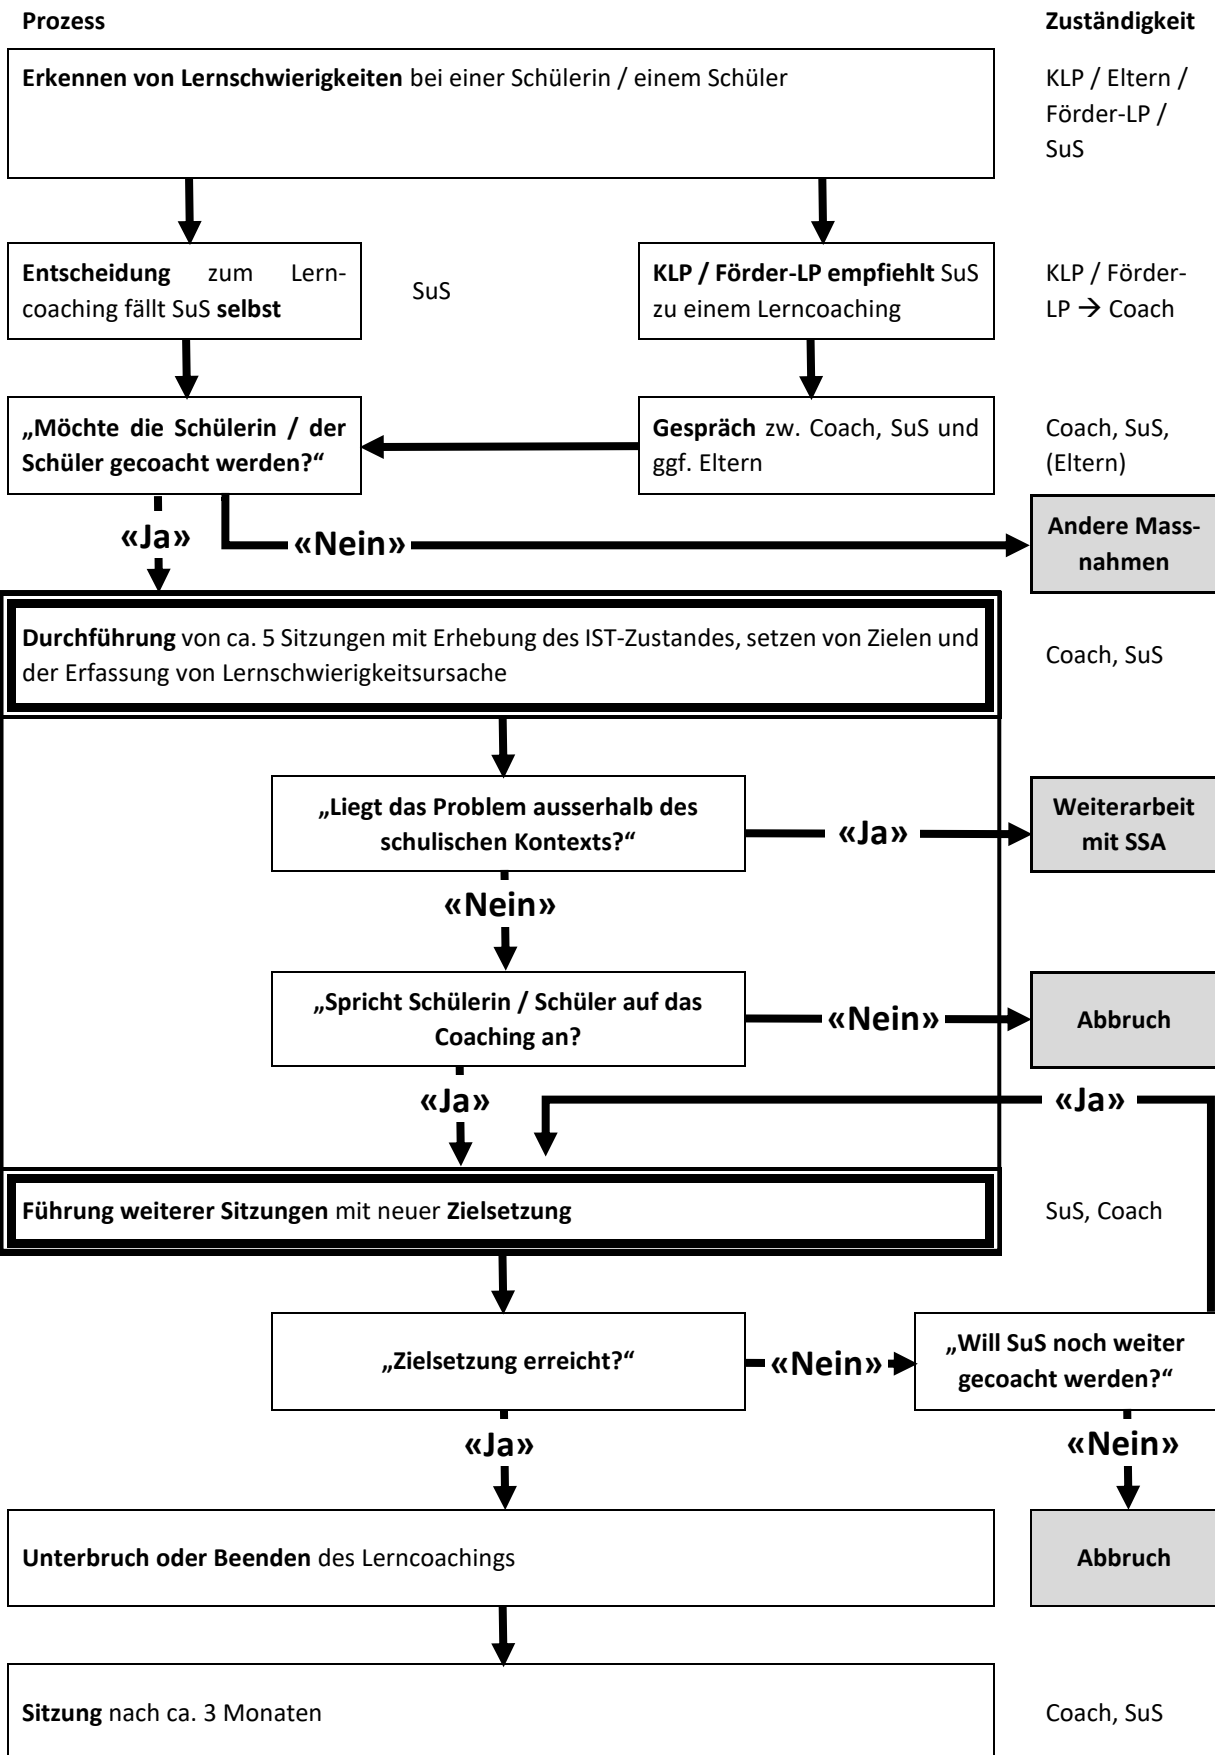 Prozess
Zuständigkeit
Erkennen von Lernschwierigkeiten bei einer Schülerin / einem Schüler
KLP / Eltern /
Förder-LP /
SuS
Entscheidung zum Lern-
coaching fällt SuS selbst
SuS
KLP / Förder-LP empfiehlt SuS
zu einem Lerncoaching
KLP / Förder-
LP → Coach
„Möchte die Schülerin / der
Schüler gecoacht werden?“
Gespräch zw. Coach, SuS und
ggf. Eltern
Coach, SuS,
(Eltern)
«Ja»
«Nein»
Andere Mass-
nahmen
Durchführung von ca. 5 Sitzungen mit Erhebung des IST-Zustandes, setzen von Zielen und
der Erfassung von Lernschwierigkeitsursache
Coach, SuS
„Liegt das Problem ausserhalb des
schulischen Kontexts?“
«Ja»
Weiterarbeit
mit SSA
«Nein»
„Spricht Schülerin / Schüler auf das
Coaching an?
«Nein»
Abbruch
«Ja»
«Ja»
Führung weiterer Sitzungen mit neuer Zielsetzung
SuS, Coach
„Zielsetzung erreicht?“
«Nein»
„Will SuS noch weiter
gecoacht werden?“
«Ja»
«Nein»
Unterbruch oder Beenden des Lerncoachings
Abbruch
Sitzung nach ca. 3 Monaten
Coach, SuS